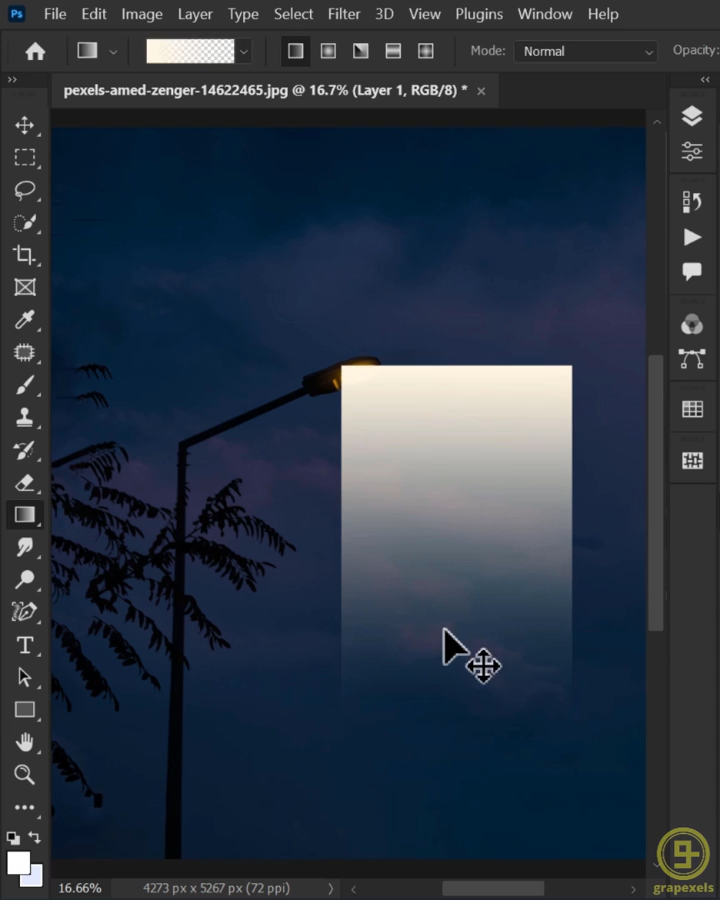 Ps File Edit Image Layer Type Select Filter 3D View Plugins Window Help
Mode: Normal Opacity:
pexels-amed-zenger-14622465.jpg @ 16.7% (Layer 1, RGB/8) * ×
16.66% 4273 px x 5267 px (72 ppi)
grapexels